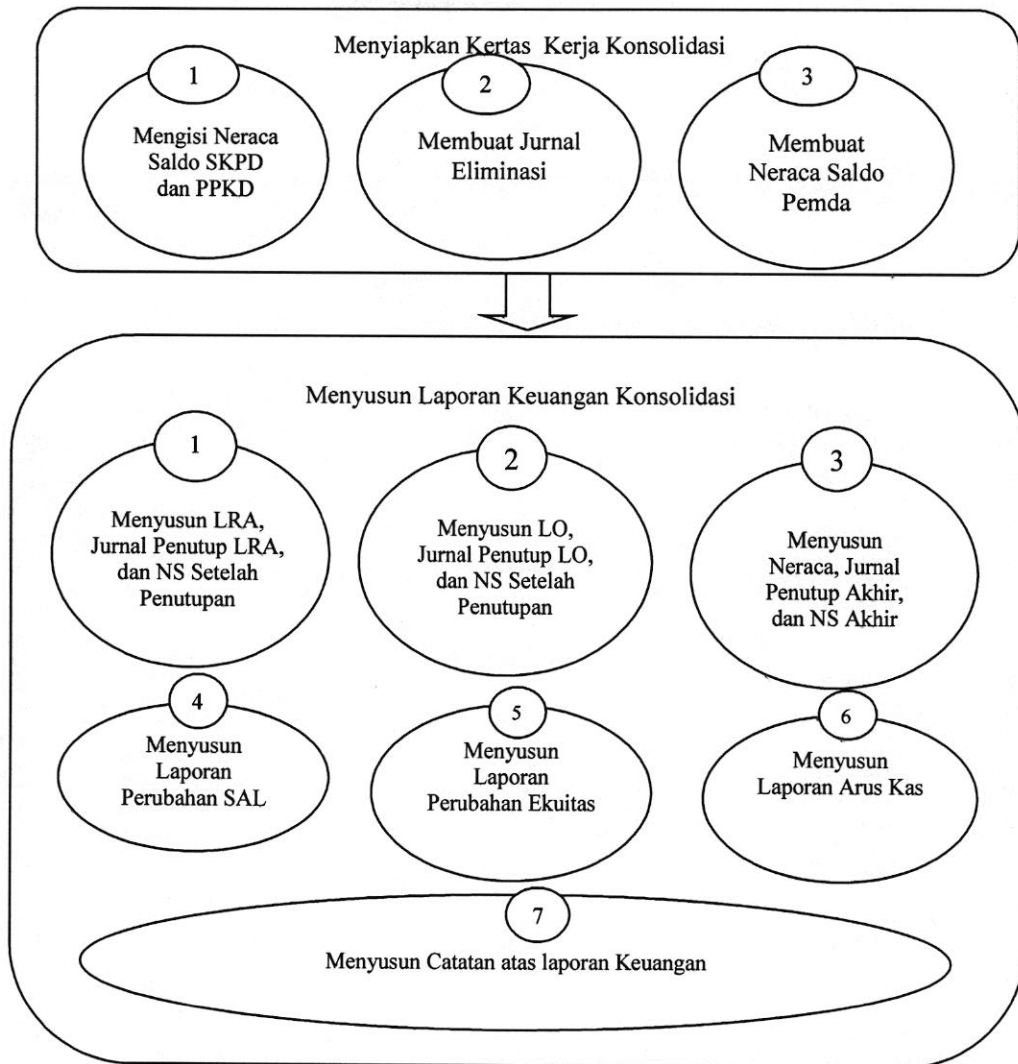 Menyiapkan Kertas Kerja Konsolidasi
1
Mengisi Neraca
Saldo SKPD
dan PPKD
2
Membuat Jurnal
Eliminasi
3
Membuat
Neraca Saldo
Pemda
Menyusun Laporan Keuangan Konsolidasi
1
Menyusun LRA,
Jurnal Penutup LRA,
dan NS Setelah
Penutupan
2
Menyusun LO,
Jurnal Penutup LO,
dan NS Setelah
Penutupan
3
Menyusun
Neraca, Jurnal
Penutup Akhir,
dan NS Akhir
4
Menyusun
Laporan
Perubahan SAL
5
Menyusun
Laporan
Perubahan Ekuitas
6
Menyusun
Laporan Arus Kas
7
Menyusun Catatan atas laporan Keuangan